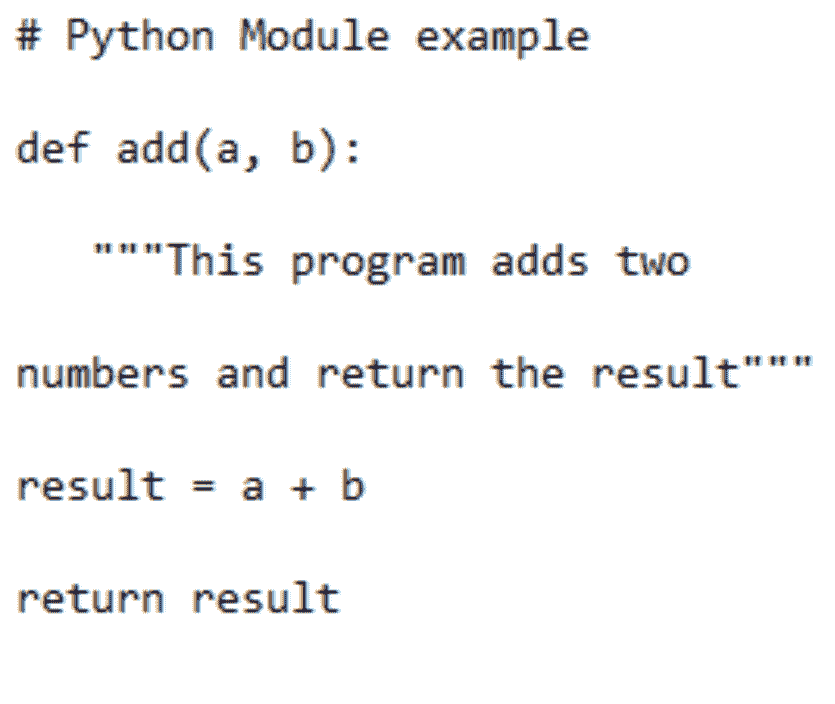 # Python Module example
def add(a, b):
   """This program adds two
numbers and return the result"""
result = a + b
return result